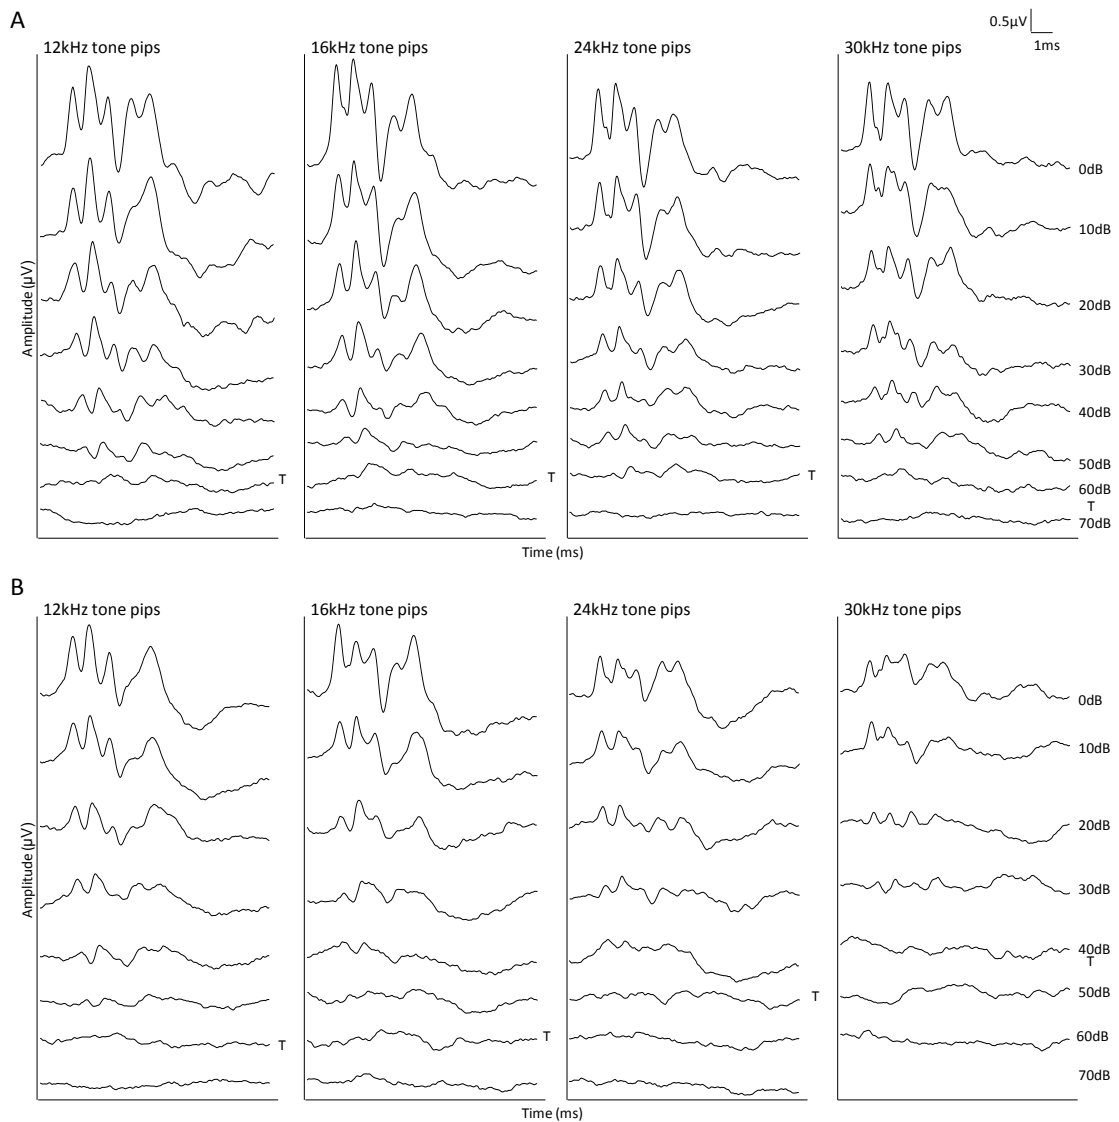 A
0.5µV
1ms
12kHz tone pips
16kHz tone pips
24kHz tone pips
30kHz tone pips
Amplitude (µV)
0dB
10dB
20dB
30dB
40dB
50dB
T
T
T
60dB
T
70dB
Time (ms)
B
12kHz tone pips
16kHz tone pips
24kHz tone pips
30kHz tone pips
Amplitude (µV)
0dB
10dB
20dB
30dB
40dB
T
50dB
T
60dB
T
T
70dB
Time (ms)